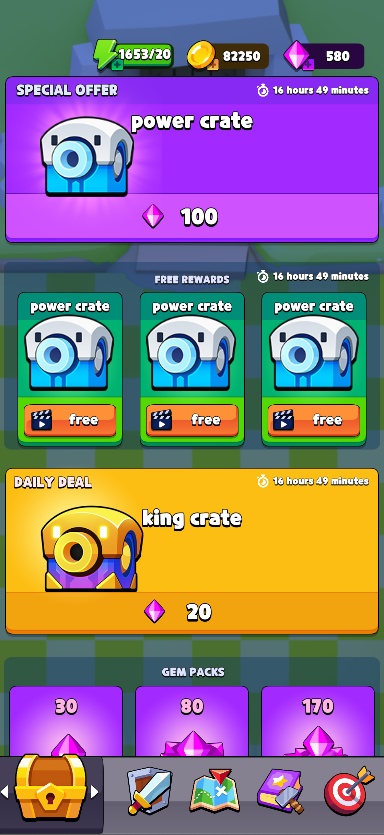 1653/20 82250 580
SPECIAL OFFER 16 hours 49 minutes
power crate
100
FREE REWARDS 16 hours 49 minutes
power crate power crate power crate
free free free
DAILY DEAL 16 hours 49 minutes
king crate
20
GEM PACKS
30 80 170